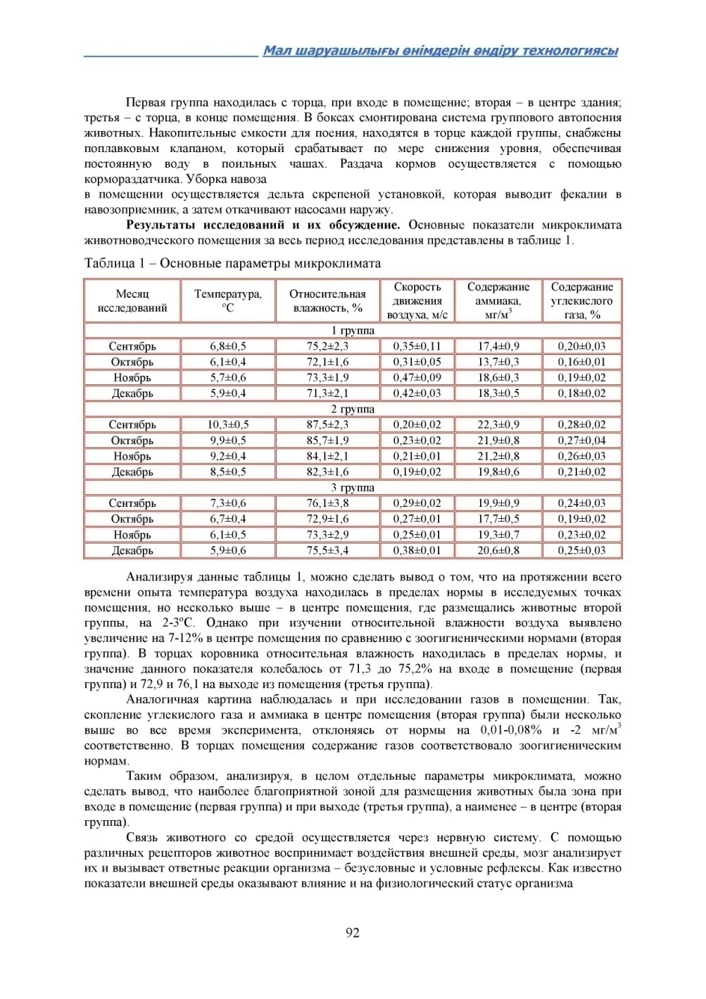 Мал шаруашылығы өнімдерін өндіру технологиясы
Первая группа находилась с торца, при входе в помещение; вторая – в центре здания;
третья – с торца, в конце помещения. В боксах смонтирована система группового автопоения
животных. Накопительные емкости для поения, находятся в торце каждой группы, снабжены
поплавковым клапаном, который срабатывает по мере снижения уровня, обеспечивая
постоянную воду в поильных чашах. Раздача кормов осуществляется с помощью
кормораздатчика. Уборка навоза
в помещении осуществляется дельта скрепеной установкой, которая выводит фекалии в
навозоприемник, а затем откачивают насосами наружу.
Результаты исследований и их обсуждение. Основные показатели микроклимата
животноводческого помещения за весь период исследования представлены в таблице 1.
Таблица 1 – Основные параметры микроклимата
Месяц исследований Температура, °С Относительная влажность, % Скорость движения воздуха, м/с Содержание аммиака, мг/м³ Содержание углекислого газа, %
1 группа
Сентябрь 6,8±0,5 75,2±2,3 0,35±0,11 17,4±0,9 0,20±0,03
Октябрь 6,1±0,4 72,1±1,6 0,31±0,05 13,7±0,3 0,16±0,01
Ноябрь 5,7±0,6 73,3±1,9 0,47±0,09 18,6±0,3 0,19±0,02
Декабрь 5,9±0,4 71,3±2,1 0,42±0,03 18,3±0,5 0,18±0,02
2 группа
Сентябрь 10,3±0,5 87,5±2,3 0,20±0,02 22,3±0,9 0,28±0,02
Октябрь 9,9±0,5 85,7±1,9 0,23±0,02 21,9±0,8 0,27±0,04
Ноябрь 9,2±0,4 84,1±2,1 0,21±0,01 21,2±0,8 0,26±0,03
Декабрь 8,5±0,5 82,3±1,6 0,19±0,02 19,8±0,6 0,21±0,02
3 группа
Сентябрь 7,3±0,6 76,1±3,8 0,29±0,02 19,9±0,9 0,24±0,03
Октябрь 6,7±0,4 72,9±1,6 0,27±0,01 17,7±0,5 0,19±0,02
Ноябрь 6,1±0,5 73,3±2,9 0,25±0,01 19,3±0,7 0,23±0,02
Декабрь 5,9±0,6 75,5±3,4 0,38±0,01 20,6±0,8 0,25±0,03
Анализируя данные таблицы 1, можно сделать вывод о том, что на протяжении всего
времени опыта температура воздуха находилась в пределах нормы в исследуемых точках
помещения, но несколько выше – в центре помещения, где размещались животные второй
группы, на 2-3°С. Однако при изучении относительной влажности воздуха выявлено
увеличение на 7-12% в центре помещения по сравнению с зоогигиеническими нормами (вторая
группа). В торцах коровника относительная влажность находилась в пределах нормы, и
значение данного показателя колебалось от 71,3 до 75,2% на входе в помещение (первая
группа) и 72,9 и 76,1 на выходе из помещения (третья группа).
Аналогичная картина наблюдалась и при исследовании газов в помещении. Так,
скопление углекислого газа и аммиака в центре помещения (вторая группа) были несколько
выше во все время эксперимента, отклоняясь от нормы на 0,01-0,08% и -2 мг/м³
соответственно. В торцах помещения содержание газов соответствовало зоогигиеническим
нормам.
Таким образом, анализируя, в целом отдельные параметры микроклимата, можно
сделать вывод, что наиболее благоприятной зоной для размещения животных была зона при
входе в помещение (первая группа) и при выходе (третья группа), а наименее – в центре (вторая
группа).
Связь животного со средой осуществляется через нервную систему. С помощью
различных рецепторов животное воспринимает воздействия внешней среды, мозг анализирует
их и вызывает ответные реакции организма – безусловные и условные рефлексы. Как известно
показатели внешней среды оказывают влияние и на физиологический статус организма
92